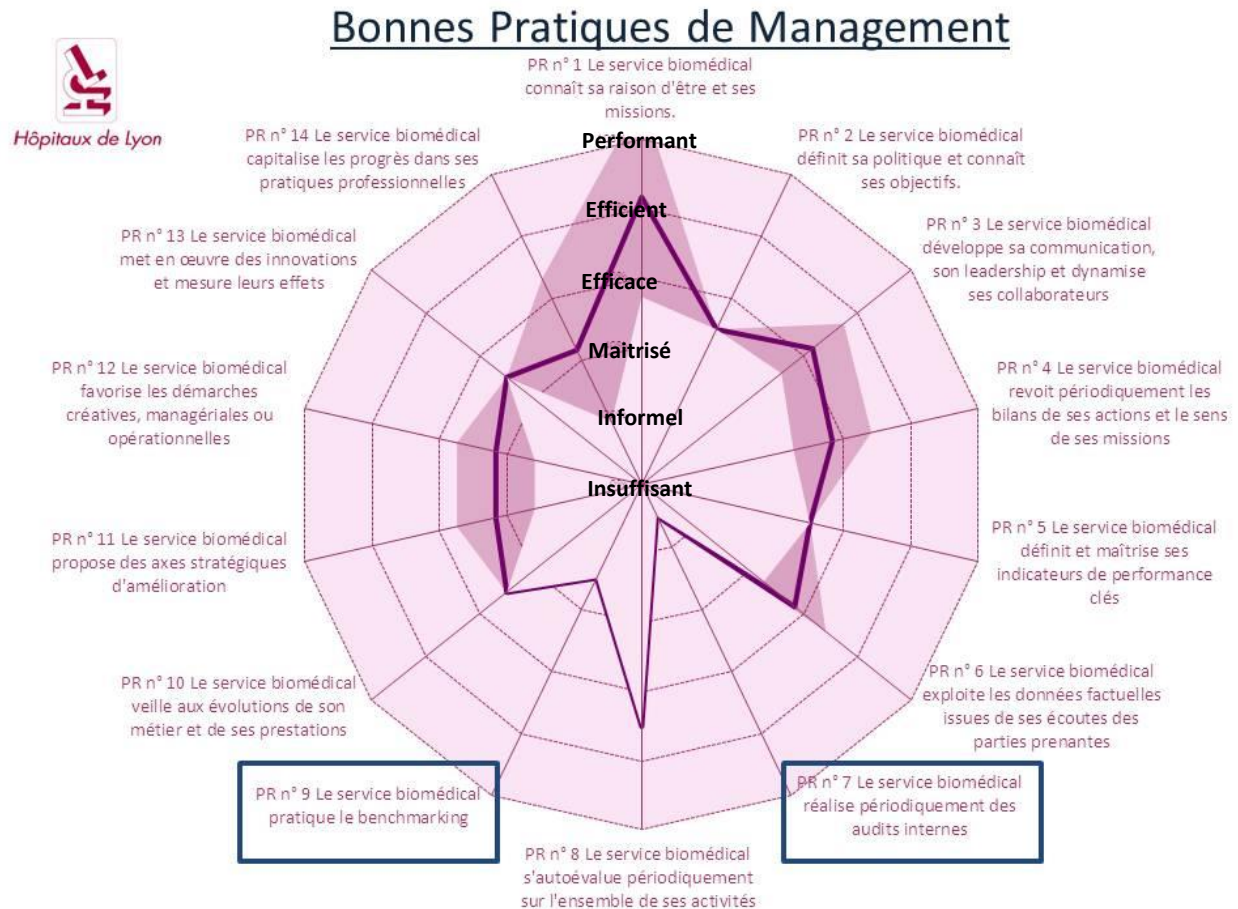 Bonnes Pratiques de Management
Hôpitaux de Lyon
PR n° 1 Le service biomédical
connaît sa raison d'être et ses
missions.
PR n° 2 Le service biomédical
définit sa politique et connaît
ses objectifs.
PR n° 3 Le service biomédical
développe sa communication,
son leadership et dynamise
ses collaborateurs
PR n° 4 Le service biomédical
revoit périodiquement les
bilans de ses actions et le sens
de ses missions
PR n° 5 Le service biomédical
définit et maîtrise ses
indicateurs de performance
clés
PR n° 6 Le service biomédical
exploite les données factuelles
issues de ses écoutes des
parties prenantes
PR n° 7 Le service biomédical
réalise périodiquement des
audits internes
PR n° 8 Le service biomédical
s'autoévalue périodiquement
sur l'ensemble de ses activités
PR n° 9 Le service biomédical
pratique le benchmarking
PR n° 10 Le service biomédical
veille aux évolutions de son
métier et de ses prestations
PR n° 11 Le service biomédical
propose des axes stratégiques
d'amélioration
PR n° 12 Le service biomédical
favorise les démarches
créatives, managériales ou
opérationnelles
PR n° 13 Le service biomédical
met en œuvre des innovations
et mesure leurs effets
PR n° 14 Le service biomédical
capitalise les progrès dans ses
pratiques professionnelles
Performant
Efficient
Efficace
Maitrisé
Informel
Insuffisant